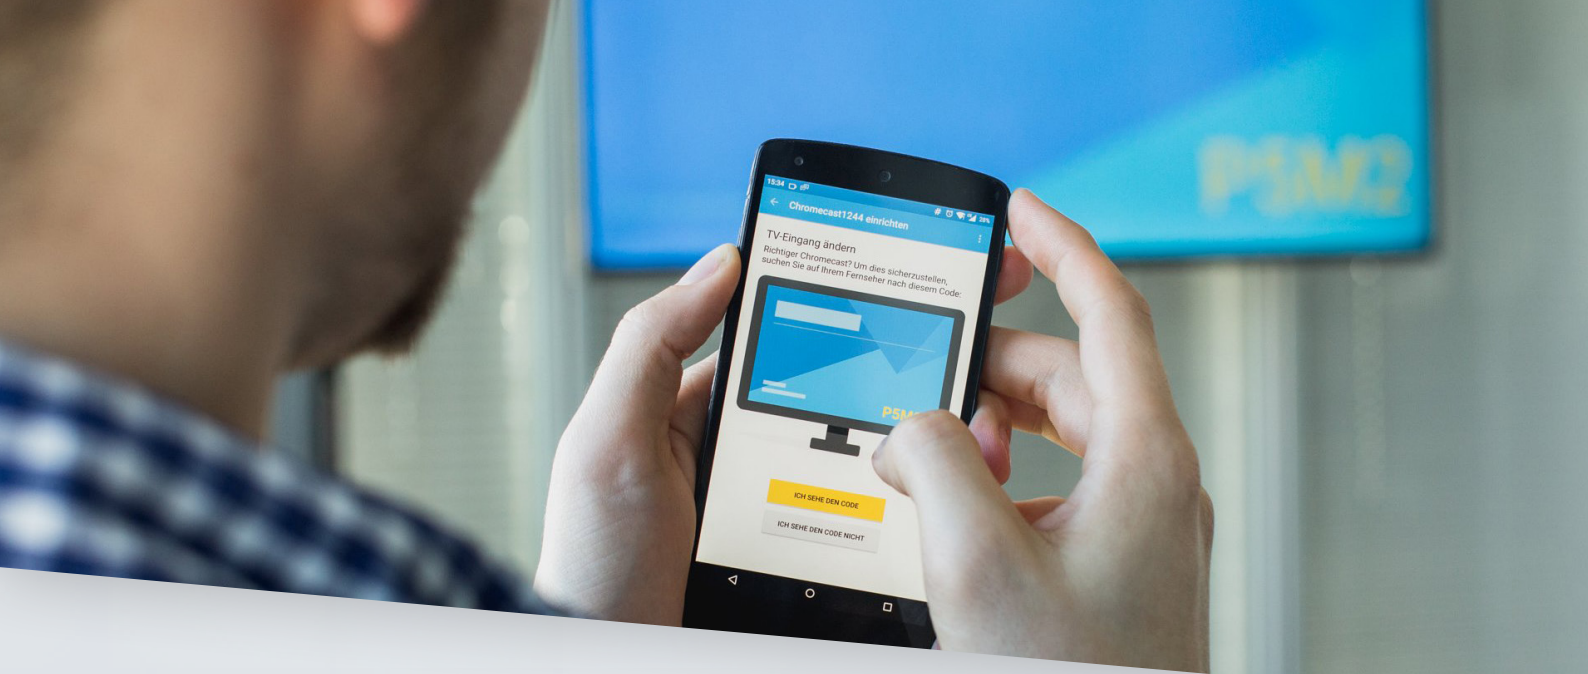 P5M2
15:34
28%
Chromecast1244 einrichten
TV-Eingang ändern
Richtiger Chromecast? Um dies sicherzustellen,
suchen Sie auf Ihrem Fernseher nach diesem Code:
P5M
ICH SEHE DEN CODE
ICH SEHE DEN CODE NICHT